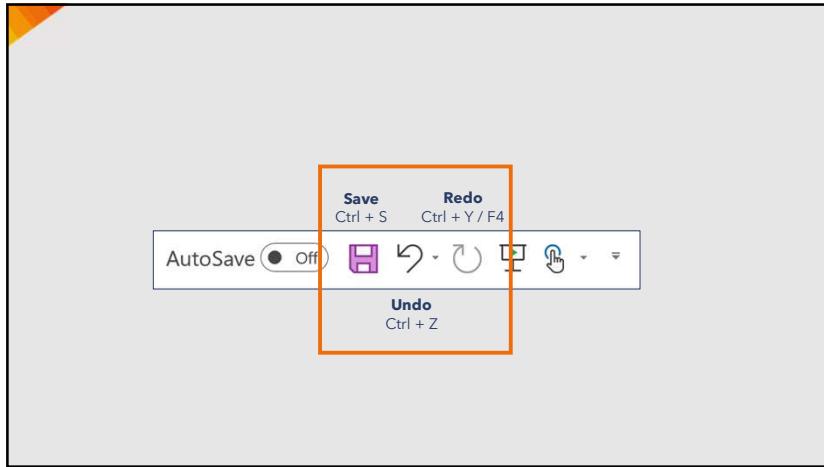 Save Redo
Ctrl + S Ctrl + Y / F4
AutoSave Off
Undo
Ctrl + Z